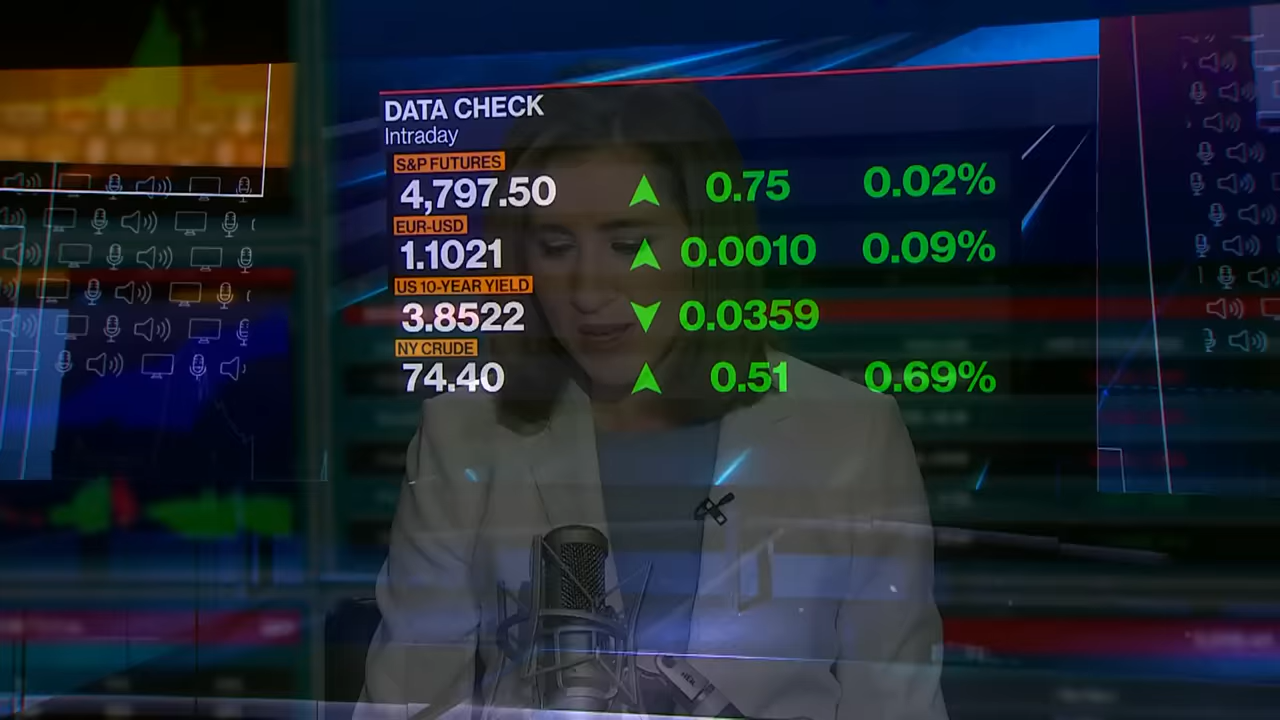 DATA CHECK
Intraday
S&P FUTURES
4,797.50 ▲ 0.75 0.02%
EUR-USD
1.1021 ▲ 0.0010 0.09%
US 10-YEAR YIELD
3.8522 ▼ 0.0359
NY CRUDE
74.40 ▲ 0.51 0.69%